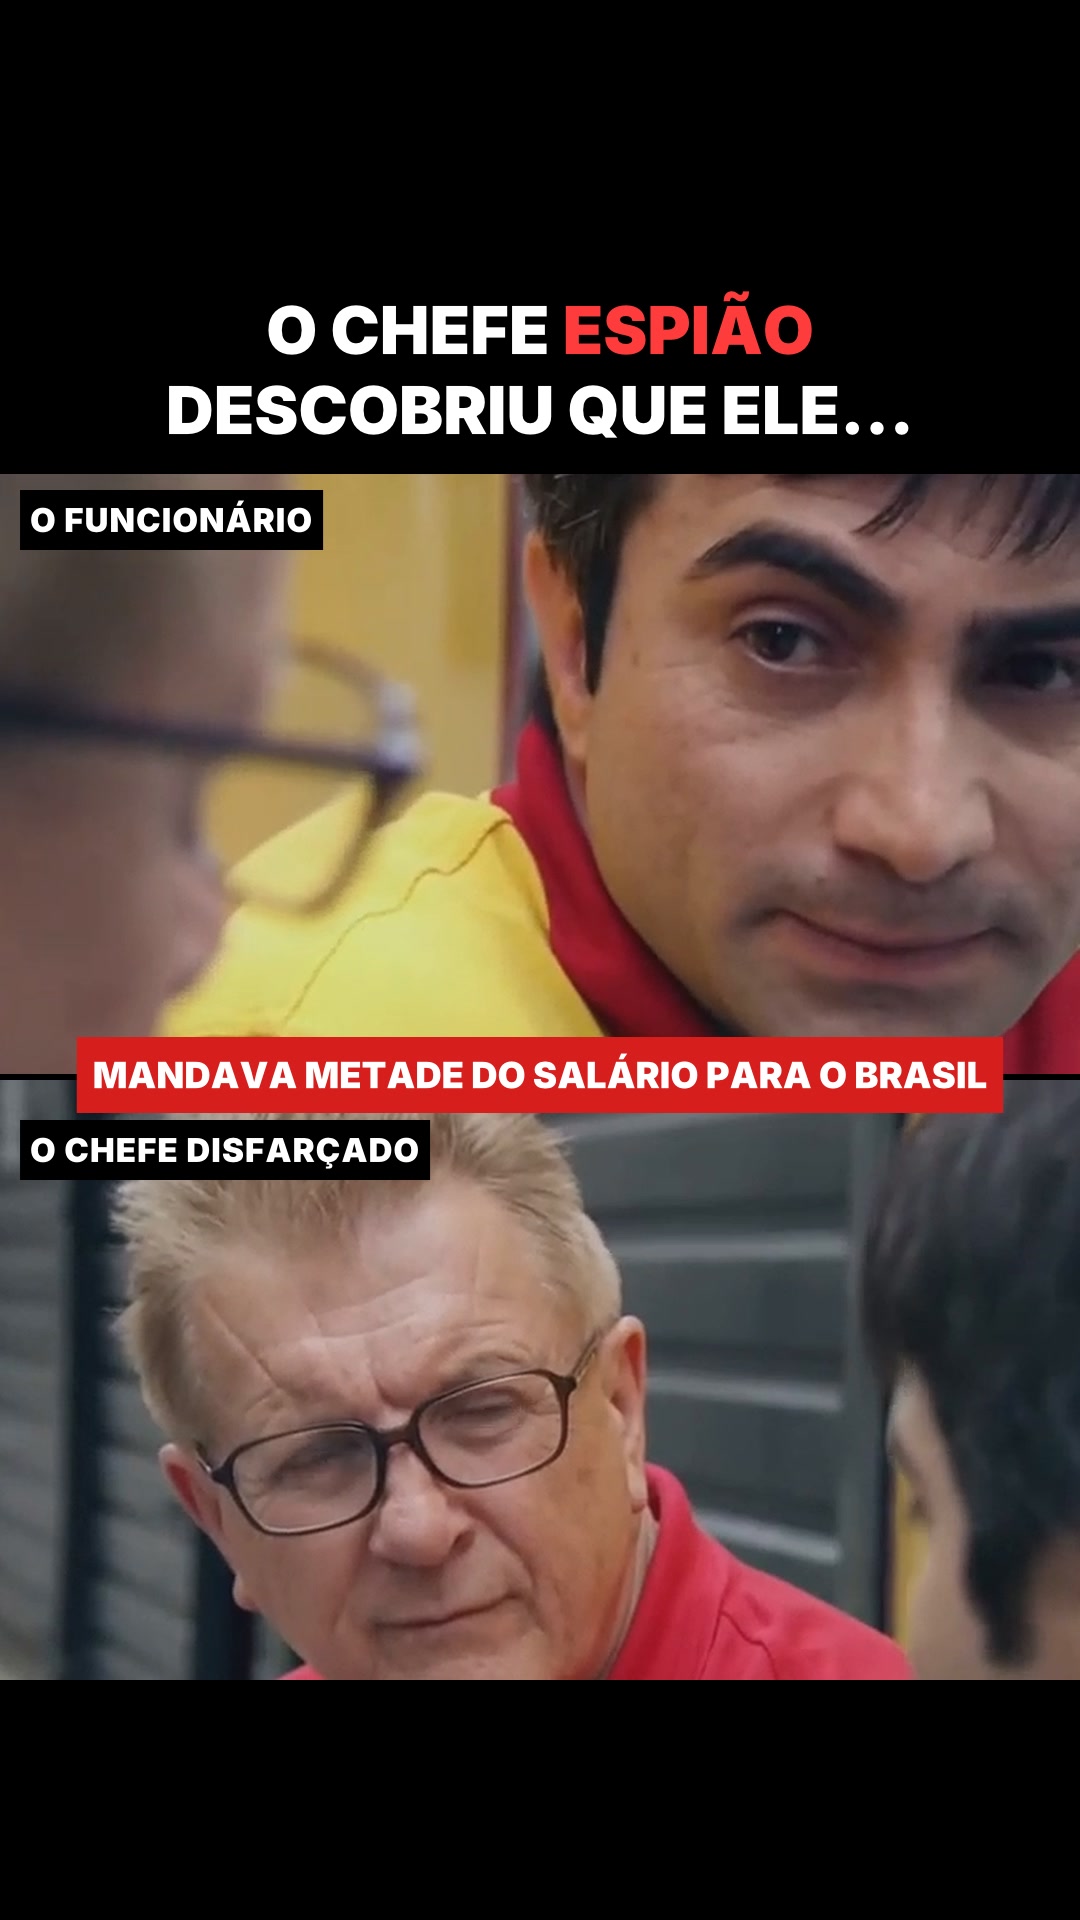 O CHEFE ESPIÃO
DESCOBRIU QUE ELE...
O FUNCIONÁRIO
MANDAVA METADE DO SALÁRIO PARA O BRASIL
O CHEFE DISFARÇADO